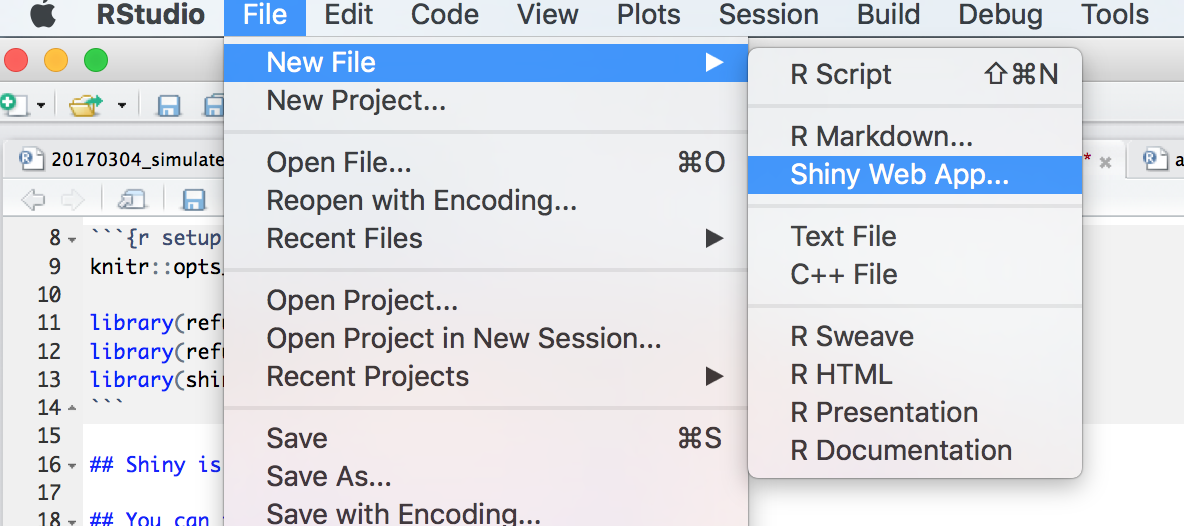 RStudio File Edit Code View Plots Session Build Debug Tools
New File
New Project...
Open File... ⌘O
Reopen with Encoding...
Recent Files
Open Project...
Open Project in New Session...
Recent Projects
Save ⌘S
Save As...
Save with Encoding...
R Script ⇧⌘N
R Markdown...
Shiny Web App...
Text File
C++ File
R Sweave
R HTML
R Presentation
R Documentation
20170304_simulate
* a
8 ```{r setup
9 knitr::opts_
10
11 library(ref
12 library(ref
13 library(shi
14 ```
15
16 ## Shiny is
17
18 ## You can